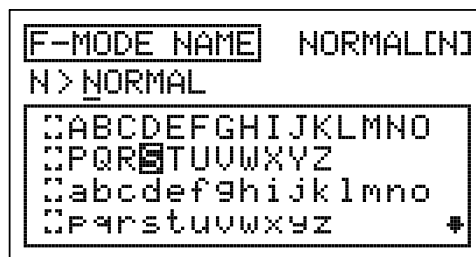 F-MODE NAME NORMAL[N]
N>NORMAL
ABCDEFGHIJKLMNO
PQRSTUVWXYZ
abcdefghijklmno
pqrstuvwxyz